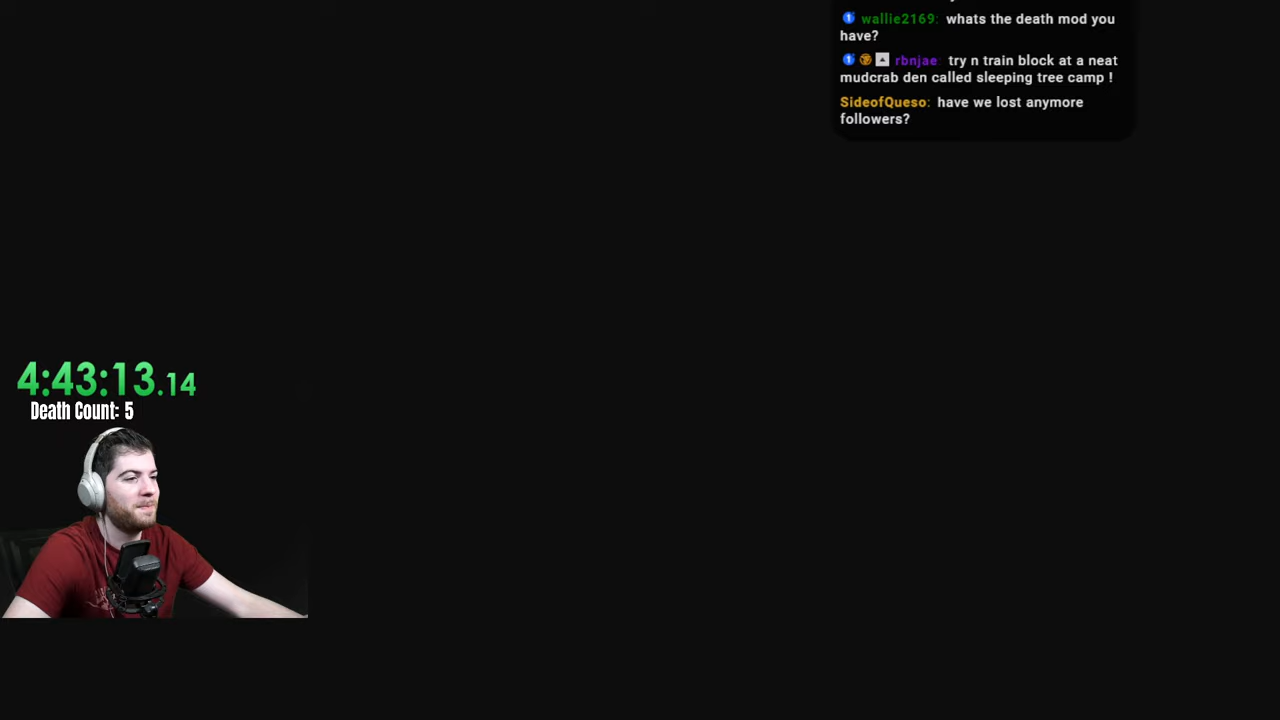 wallie2169: whats the death mod you
have?
rbnjae: try n train block at a neat
mudcrab den called sleeping tree camp !
SideofQueso: have we lost anymore
followers?
4:43:13.14
Death Count: 5